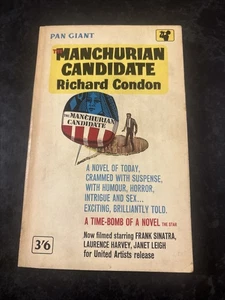 PAN GIANT
THE
MANCHURIAN
CANDIDATE
Richard Condon
THE MANCHURIAN
CANDIDATE
A NOVEL OF TODAY,
CRAMMED WITH SUSPENSE,
WITH HUMOUR, HORROR,
INTRIGUE AND SEX...
EXCITING, BRILLIANTLY TOLD.
A TIME-BOMB OF A NOVEL THE STAR
Now filmed starring FRANK SINATRA,
LAURENCE HARVEY, JANET LEIGH
for United Artists release
3'6